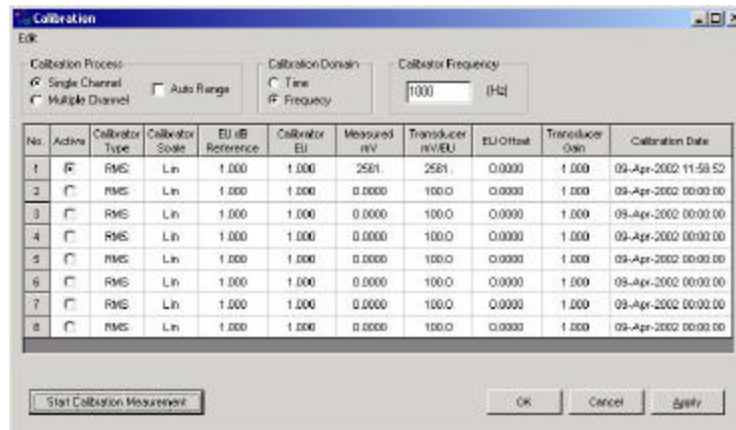 Calibration
Edit
Calibration Process
Single Channel
Multiple Channel
Auto Range
Calibration Domain
Time
Frequecy
Calibrator Frequency
1000 (Hz)
No. Active Calibrator Type Calibrator Scale EU dB Reference Calibrator EU Measured mV Transducer mV/EU EU Offset Transducer Gain Calibration Date
1 RMS Lin 1.000 1.000 2561. 2561. 0.0000 1.000 09-Apr-2002 11:58:52
2 RMS Lin 1.000 1.000 0.0000 100.0 0.0000 1.000 09-Apr-2002 00:00:00
3 RMS Lin 1.000 1.000 0.0000 100.0 0.0000 1.000 09-Apr-2002 00:00:00
4 RMS Lin 1.000 1.000 0.0000 100.0 0.0000 1.000 09-Apr-2002 00:00:00
5 RMS Lin 1.000 1.000 0.0000 100.0 0.0000 1.000 09-Apr-2002 00:00:00
6 RMS Lin 1.000 1.000 0.0000 100.0 0.0000 1.000 09-Apr-2002 00:00:00
7 RMS Lin 1.000 1.000 0.0000 100.0 0.0000 1.000 09-Apr-2002 00:00:00
8 RMS Lin 1.000 1.000 0.0000 100.0 0.0000 1.000 09-Apr-2002 00:00:00
Start Calibration Measurement OK Cancel Apply